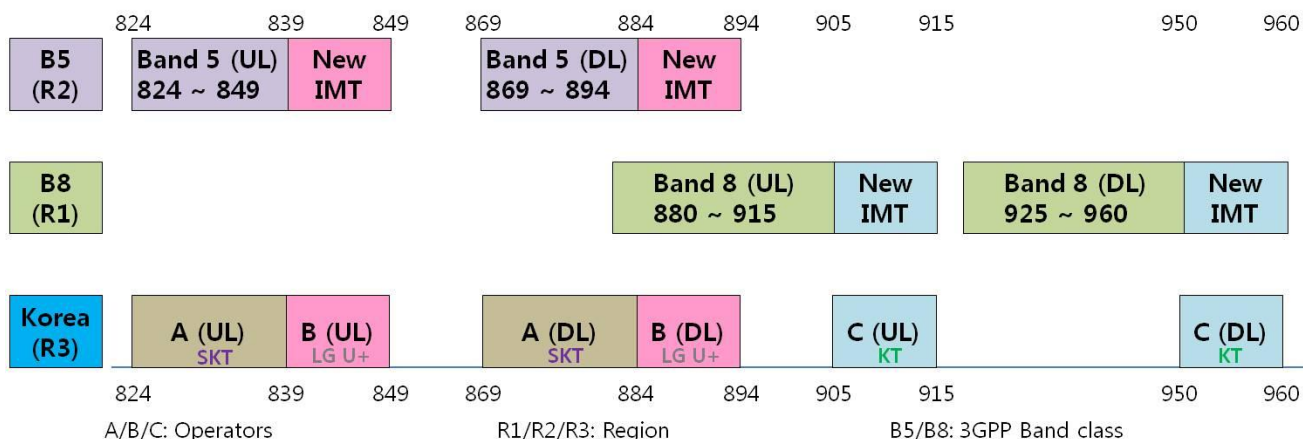 824 839 849 869 884 894 905 915 950 960
B5
(R2)
Band 5 (UL)
824 ~ 849
New
IMT
Band 5 (DL)
869 ~ 894
New
IMT
B8
(R1)
Band 8 (UL)
880 ~ 915
New
IMT
Band 8 (DL)
925 ~ 960
New
IMT
Korea
(R3)
A (UL)
SKT
B (UL)
LG U+
A (DL)
SKT
B (DL)
LG U+
C (UL)
KT
C (DL)
KT
824 839 849 869 884 894 905 915 950 960
A/B/C: Operators R1/R2/R3: Region B5/B8: 3GPP Band class